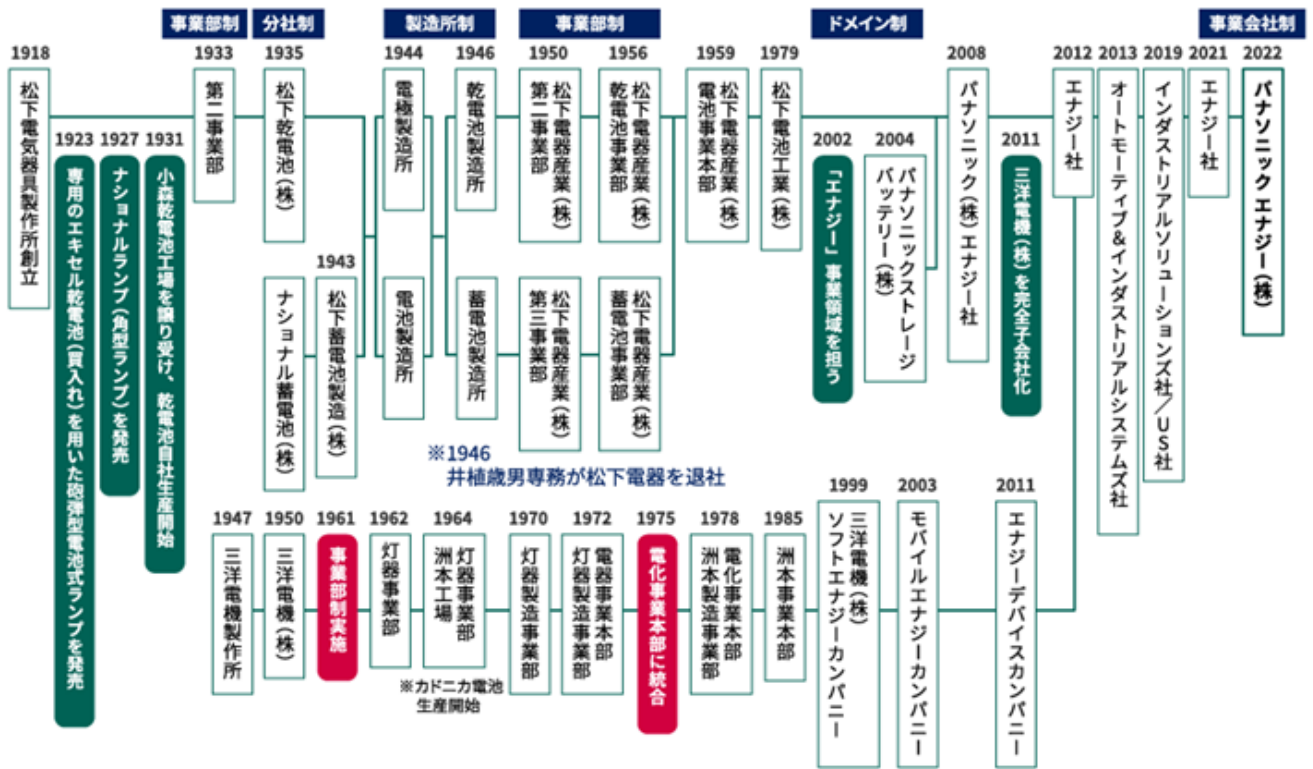 事業部制
分社制
製造所制
事業部制
ドメイン制
事業会社制
1918
松下電気器具製作所創立
1923
専用のエキセル乾電池(買入れ)を用いた砲弾型電池式ランプを発売
1927
ナショナルランプ(角型ランプ)を発売
1931
小森乾電池工場を譲り受け、乾電池自社生産開始
1933
第二事業部
1935
松下乾電池(株)
ナショナル蓄電池(株)
1943
松下蓄電池製造(株)
1944
電極製造所
電池製造所
1946
乾電池製造所
蓄電池製造所
1950
松下電器産業(株)
第二事業部
松下電器産業(株)
第三事業部
1956
松下電器産業(株)
乾電池事業部
松下電器産業(株)
蓄電池事業部
1959
松下電器産業(株)
電池事業本部
1979
松下電池工業(株)
2002
「エナジー」事業領域を担う
2004
パナソニックストレージ
バッテリー(株)
2008
パナソニック(株)エナジー社
2011
三洋電機(株)を完全子会社化
2012
エナジー社
2013
オートモーティブ&インダストリアルシステムズ社
2019
インダストリアルソリューションズ社/US社
2021
エナジー社
2022
パナソニック エナジー(株)
※1946
井植歳男専務が松下電器を退社
1947
三洋電機製作所
1950
三洋電機(株)
1961
事業部制実施
1962
灯器事業部
1964
灯器事業部
洲本工場
※カドニカ電池
生産開始
1970
灯器製造事業部
1972
電器事業本部
灯器製造事業部
1975
電化事業本部に統合
1978
電化事業本部
洲本製造事業部
1985
洲本事業本部
1999
三洋電機(株)
ソフトエナジーカンパニー
2003
モバイルエナジーカンパニー
2011
エナジーデバイスカンパニー